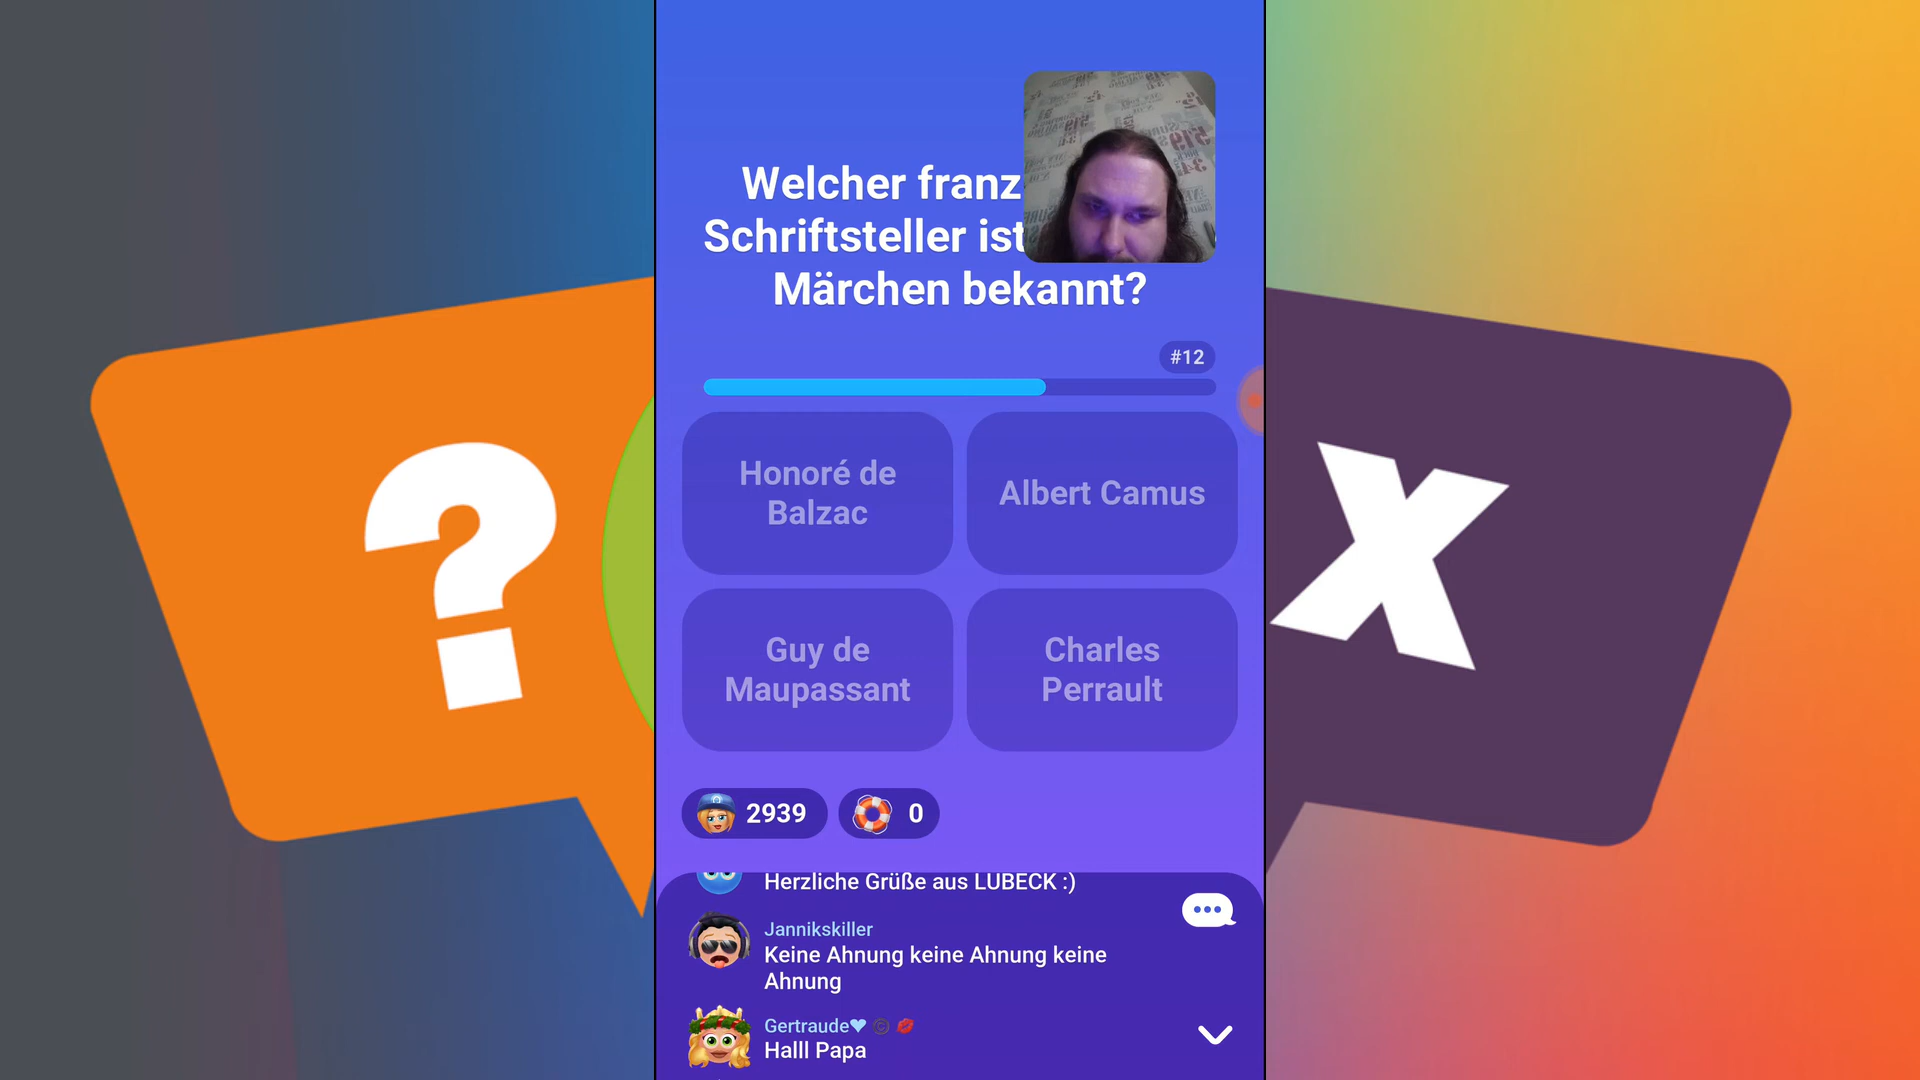 Welcher franz
Schriftsteller ist
Märchen bekannt?
#12
Honoré de
Balzac
Albert Camus
Guy de
Maupassant
Charles
Perrault
2939
0
Herzliche Grüße aus LUBECK :)
Jannikskiller
Keine Ahnung keine Ahnung keine
Ahnung
Gertraude
Halll Papa
?
X